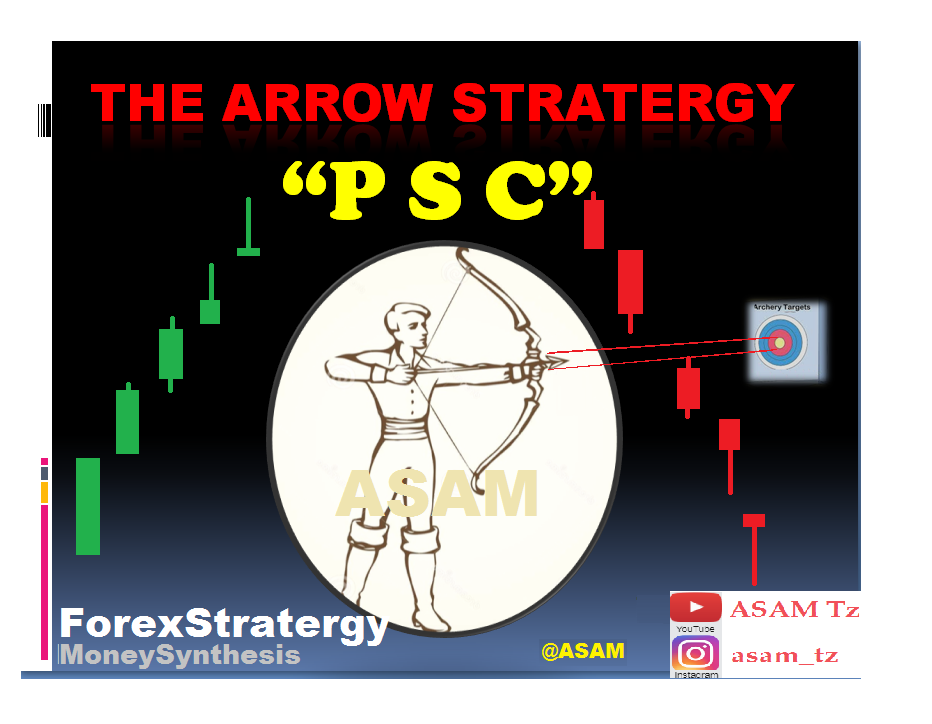 THE ARROW STRATERGY
“P S C”
Archery Targets
ASAM
ForexStratergy
MoneySynthesis
@ASAM
YouTube
ASAM Tz
Instagram
asam_tz